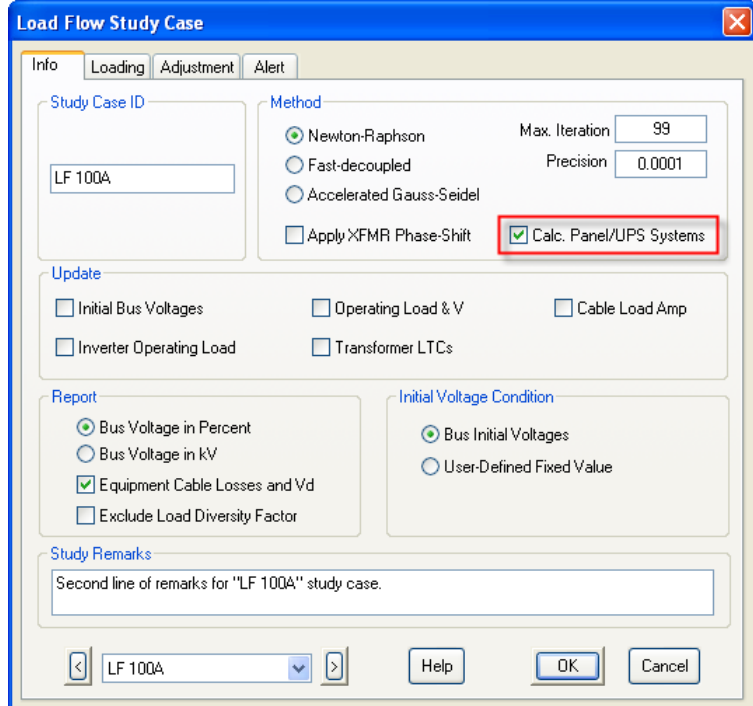 Load Flow Study Case
Info Loading Adjustment Alert
Study Case ID
LF 100A
Method
Newton-Raphson
Fast-decoupled
Accelerated Gauss-Seidel
Max. Iteration 99
Precision 0.0001
Apply XFMR Phase-Shift
Calc. Panel/UPS Systems
Update
Initial Bus Voltages
Operating Load & V
Cable Load Amp
Inverter Operating Load
Transformer LTCs
Report
Bus Voltage in Percent
Bus Voltage in kV
Equipment Cable Losses and Vd
Exclude Load Diversity Factor
Initial Voltage Condition
Bus Initial Voltages
User-Defined Fixed Value
Study Remarks
Second line of remarks for "LF 100A" study case.
< LF 100A > Help OK Cancel